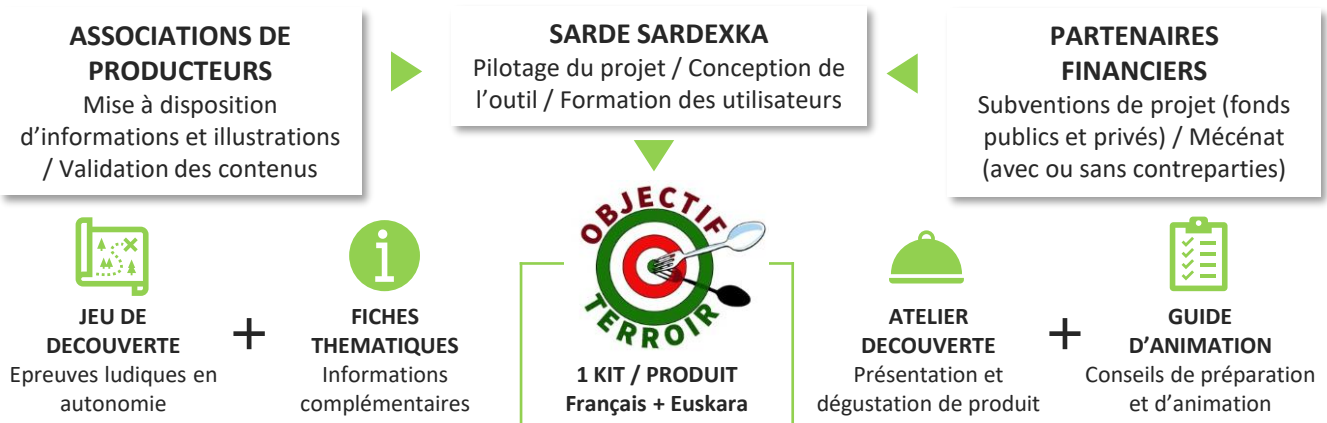 ASSOCIATIONS DE
PRODUCTEURS
Mise à disposition
d’informations et illustrations
/ Validation des contenus
SARDE SARDEXKA
Pilotage du projet / Conception de
l’outil / Formation des utilisateurs
PARTENAIRES
FINANCIERS
Subventions de projet (fonds
publics et privés) / Mécénat
(avec ou sans contreparties)
JEU DE
DECOUVERTE
Epreuves ludiques en
autonomie
+
FICHES
THEMATIQUES
Informations
complémentaires
OBJECTIF
TERROIR
1 KIT / PRODUIT
Français + Euskara
ATELIER
DECOUVERTE
Présentation et
dégustation de produit
+
GUIDE
D’ANIMATION
Conseils de préparation
et d’animation